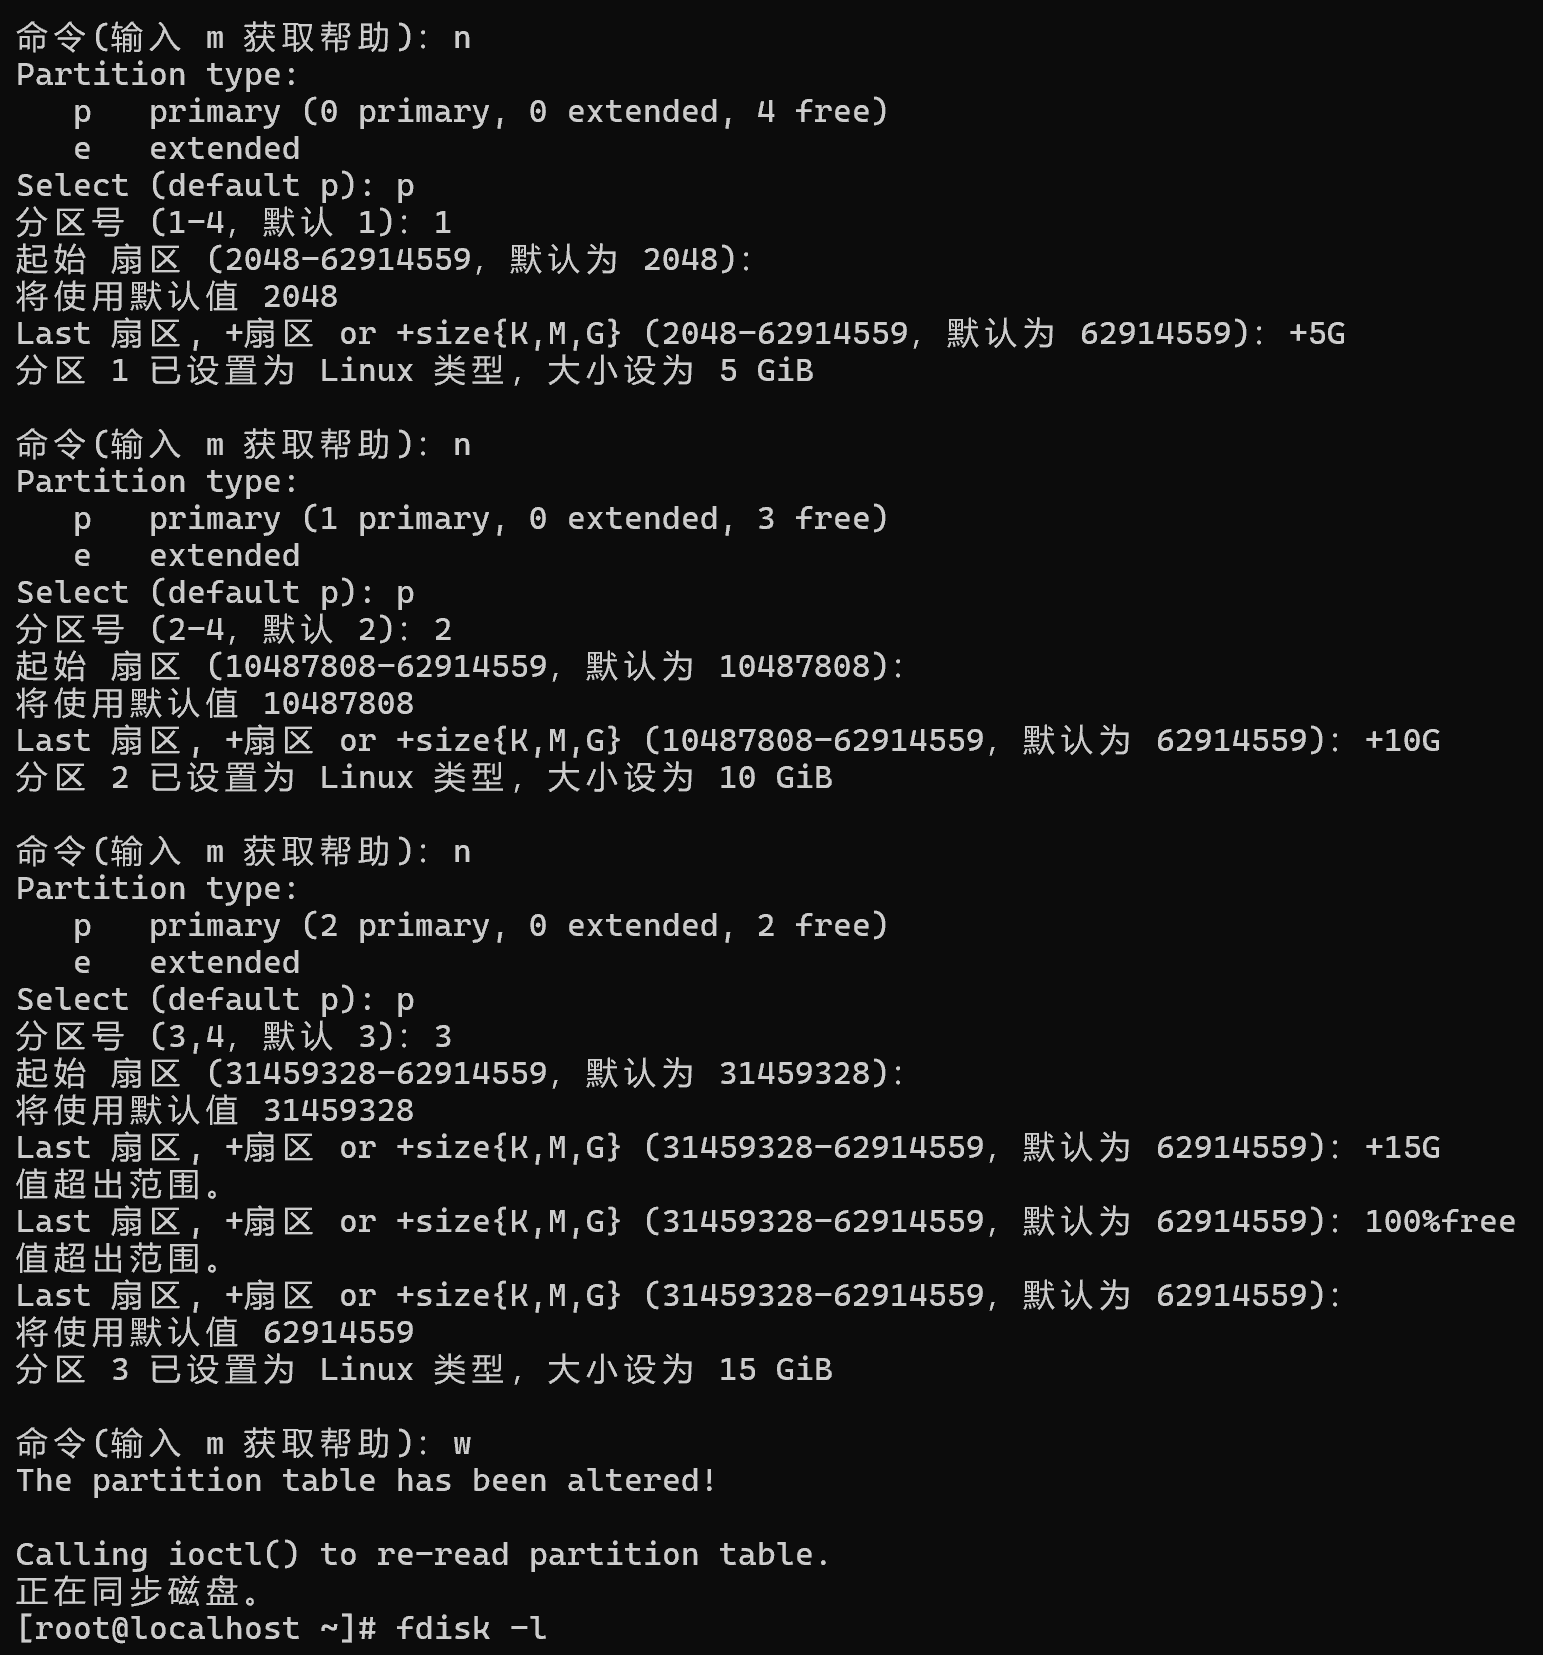 命令(输入 m 获取帮助)：n
Partition type:
   p   primary (0 primary, 0 extended, 4 free)
   e   extended
Select (default p): p
分区号 (1-4，默认 1)：1
起始 扇区 (2048-62914559，默认为 2048)：
将使用默认值 2048
Last 扇区, +扇区 or +size{K,M,G} (2048-62914559，默认为 62914559)：+5G
分区 1 已设置为 Linux 类型，大小设为 5 GiB

命令(输入 m 获取帮助)：n
Partition type:
   p   primary (1 primary, 0 extended, 3 free)
   e   extended
Select (default p): p
分区号 (2-4，默认 2)：2
起始 扇区 (10487808-62914559，默认为 10487808)：
将使用默认值 10487808
Last 扇区, +扇区 or +size{K,M,G} (10487808-62914559，默认为 62914559)：+10G
分区 2 已设置为 Linux 类型，大小设为 10 GiB

命令(输入 m 获取帮助)：n
Partition type:
   p   primary (2 primary, 0 extended, 2 free)
   e   extended
Select (default p): p
分区号 (3,4，默认 3)：3
起始 扇区 (31459328-62914559，默认为 31459328)：
将使用默认值 31459328
Last 扇区, +扇区 or +size{K,M,G} (31459328-62914559，默认为 62914559)：+15G
值超出范围。
Last 扇区, +扇区 or +size{K,M,G} (31459328-62914559，默认为 62914559)：100%free
值超出范围。
Last 扇区, +扇区 or +size{K,M,G} (31459328-62914559，默认为 62914559)：
将使用默认值 62914559
分区 3 已设置为 Linux 类型，大小设为 15 GiB

命令(输入 m 获取帮助)：w
The partition table has been altered!

Calling ioctl() to re-read partition table.
正在同步磁盘。
[root@localhost ~]# fdisk -l